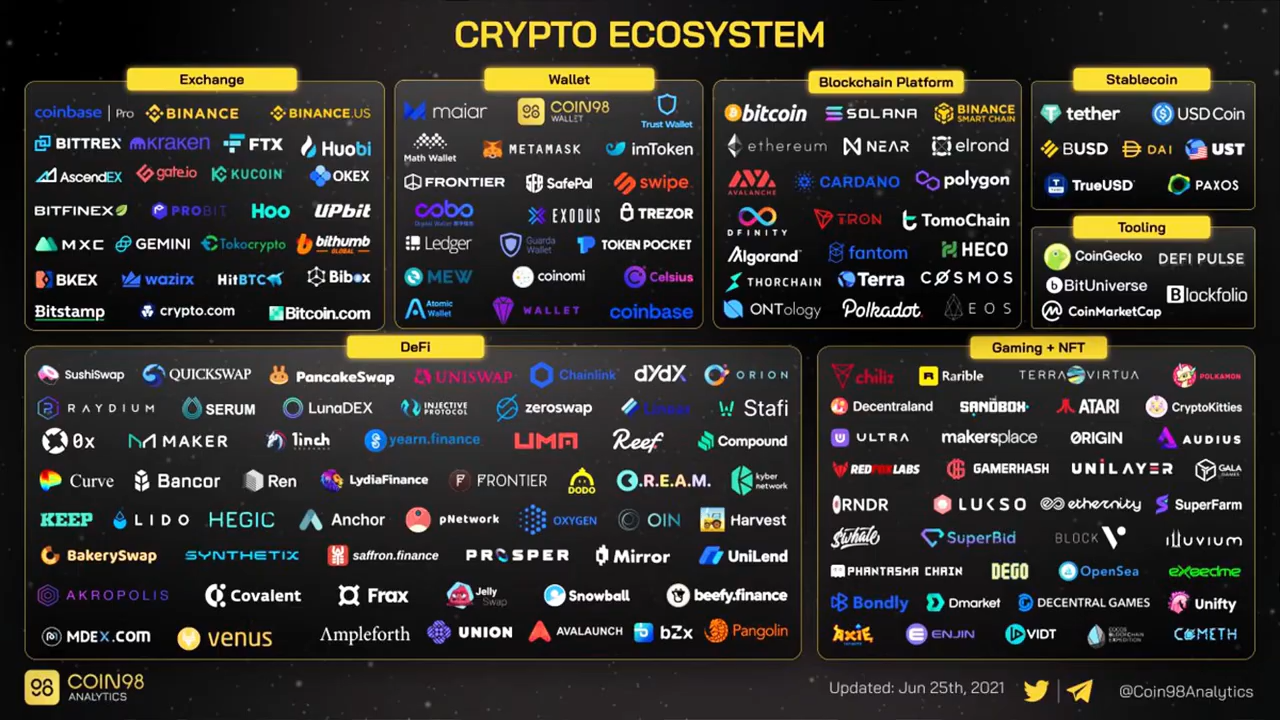 CRYPTO ECOSYSTEM
Exchange
coinbase | Pro BINANCE BINANCE.US
BITTREX kraken FTX Huobi
AscendEX gate.io KUCOIN OKEX
BITFINEX PROBIT Hoo UPbit
MXC GEMINI Tokocrypto bithumb GLOBAL
BKEX wazirx HitBTC Bibox
Bitstamp crypto.com Bitcoin.com
Wallet
maiar COIN98 WALLET Trust Wallet
Math Wallet METAMASK imToken
FRONTIER SafePal swipe
cobo EXODUS TREZOR
Ledger Guarda Wallet TOKEN POCKET
MEW coinomi Celsius
Atomic Wallet WALLET coinbase
Blockchain Platform
bitcoin SOLANA BINANCE SMART CHAIN
ethereum NEAR elrond
AVALANCHE CARDANO polygon
DFINITY TRON TomoChain
Algorand fantom HECO
THORCHAIN Terra COSMOS
ONTology Polkadot EOS
Stablecoin
tether USD Coin
BUSD DAI UST
TrueUSD PAXOS
Tooling
CoinGecko DEFI PULSE
BitUniverse Blockfolio
CoinMarketCap
DeFi
SushiSwap QUICKSWAP PancakeSwap UNISWAP Chainlink dYdX ORION
RAYDIUM SERUM LunaDEX INJECTIVE PROTOCOL zeroswap Linear Stafi
0x MAKER 1inch yearn.finance UMA Reef Compound
Curve Bancor Ren LydiaFinance FRONTIER DODO C.R.E.A.M. kyber network
KEEP LIDO HEGIC Anchor pNetwork OXYGEN OIN Harvest
BakerySwap SYNTHETIX saffron.finance PROSPER Mirror UniLend
AKROPOLIS Covalent Frax Jelly Swap Snowball beefy.finance
MDEX.COM venus Ampleforth UNION AVALAUNCH bZx Pangolin
Gaming + NFT
chiliz Rarible TERRA VIRTUA POLKAMON
Decentraland SANDBOX ATARI CryptoKitties
ULTRA makersplace ORIGIN AUDIUS
REDFOX LABS GAMERHASH UNILAYER GALA GAMES
RNDR LUKSO ethernity SuperFarm
Whale SuperBid BLOCK V illuvium
PHANTASMA CHAIN DEGO OpenSea exeedme
Bondly Dmarket DECENTRAL GAMES Unifty
AXIE ENJIN VIDT COCOS BLOCKCHAIN EXPEDITION COMETH
COIN98 ANALYTICS
Updated: Jun 25th, 2021
@Coin98Analytics